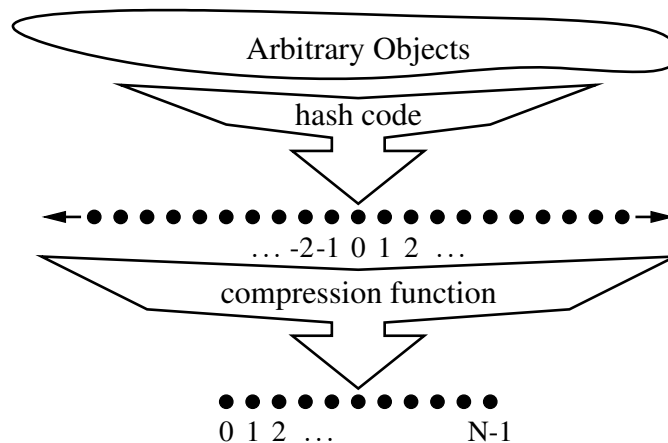 Arbitrary Objects
hash code
... -2 -1 0 1 2 ...
compression function
0 1 2 ... N-1